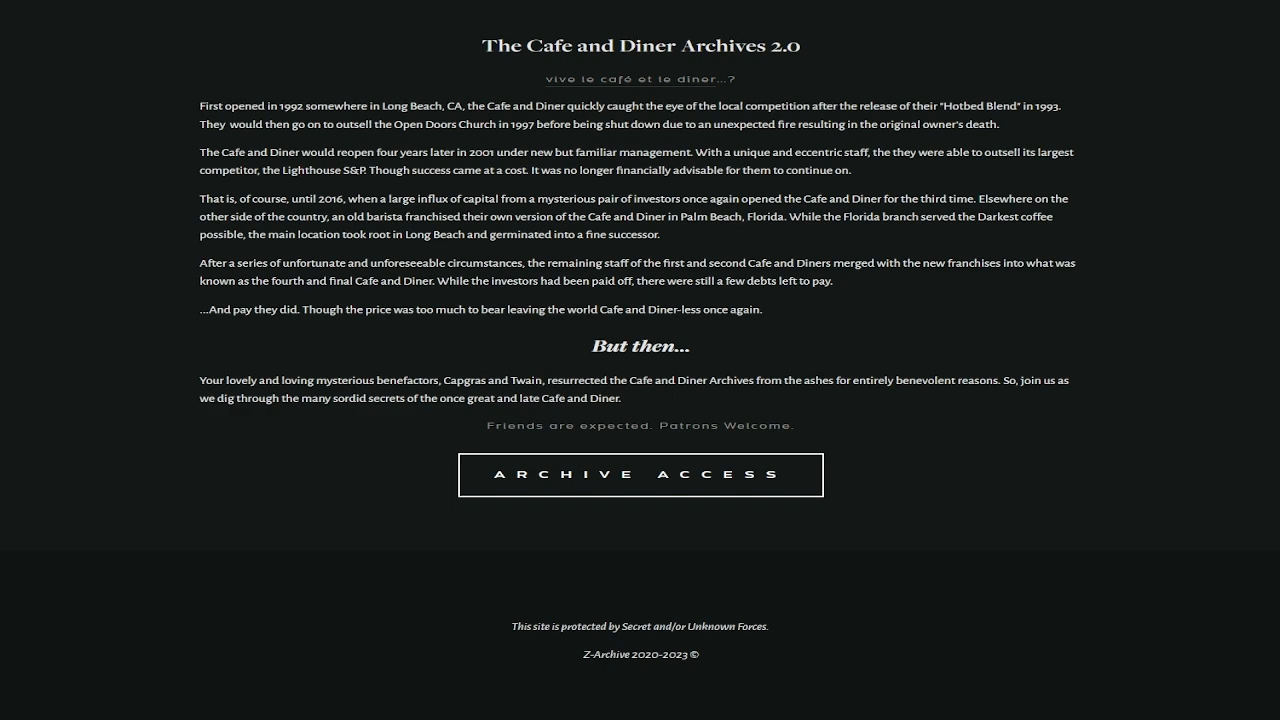 The Cafe and Diner Archives 2.0
vive le café et le dîner...?
First opened in 1992 somewhere in Long Beach, CA, the Cafe and Diner quickly caught the eye of the local competition after the release of their "Hotbed Blend" in 1993.
They would then go on to outsell the Open Doors Church in 1997 before being shut down due to an unexpected fire resulting in the original owner's death.
The Cafe and Diner would reopen four years later in 2001 under new but familiar management. With a unique and eccentric staff, the they were able to outsell its largest
competitor, the Lighthouse S&P. Though success came at a cost. It was no longer financially advisable for them to continue on.
That is, of course, until 2016, when a large influx of capital from a mysterious pair of investors once again opened the Cafe and Diner for the third time. Elsewhere on the
other side of the country, an old barista franchised their own version of the Cafe and Diner in Palm Beach, Florida. While the Florida branch served the Darkest coffee
possible, the main location took root in Long Beach and germinated into a fine successor.
After a series of unfortunate and unforeseeable circumstances, the remaining staff of the first and second Cafe and Diners merged with the new franchises into what was
known as the fourth and final Cafe and Diner. While the investors had been paid off, there were still a few debts left to pay.
...And pay they did. Though the price was too much to bear leaving the world Cafe and Diner-less once again.
But then...
Your lovely and loving mysterious benefactors, Capgras and Twain, resurrected the Cafe and Diner Archives from the ashes for entirely benevolent reasons. So, join us as
we dig through the many sordid secrets of the once great and late Cafe and Diner.
Friends are expected. Patrons Welcome.
ARCHIVE ACCESS
This site is protected by Secret and/or Unknown Forces.
Z-Archive 2020-2023 ©